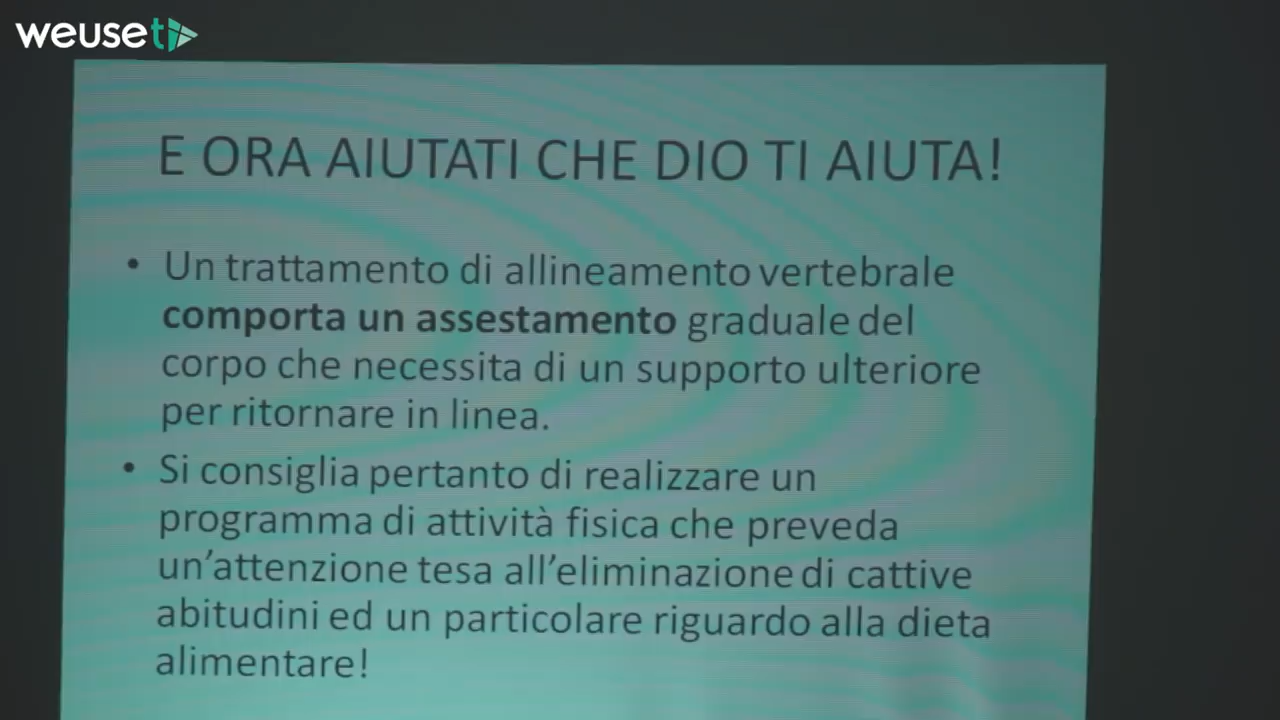 weusetv
E ORA AIUTATI CHE DIO TI AIUTA!
• Un trattamento di allineamento vertebrale
comporta un assestamento graduale del
corpo che necessita di un supporto ulteriore
per ritornare in linea.
• Si consiglia pertanto di realizzare un
programma di attività fisica che preveda
un’attenzione tesa all’eliminazione di cattive
abitudini ed un particolare riguardo alla dieta
alimentare!